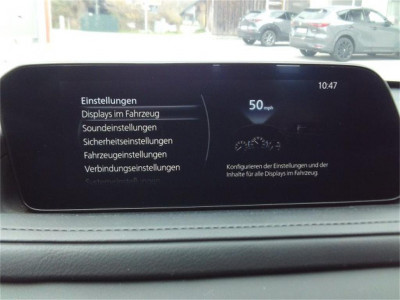 10:47
Einstellungen
Displays im Fahrzeug
Soundeinstellungen
Sicherheitseinstellungen
Fahrzeugeinstellungen
Verbindungseinstellungen
50 mph
Konfigurieren der Einstellungen und der
Inhalte für alle Displays im Fahrzeug.